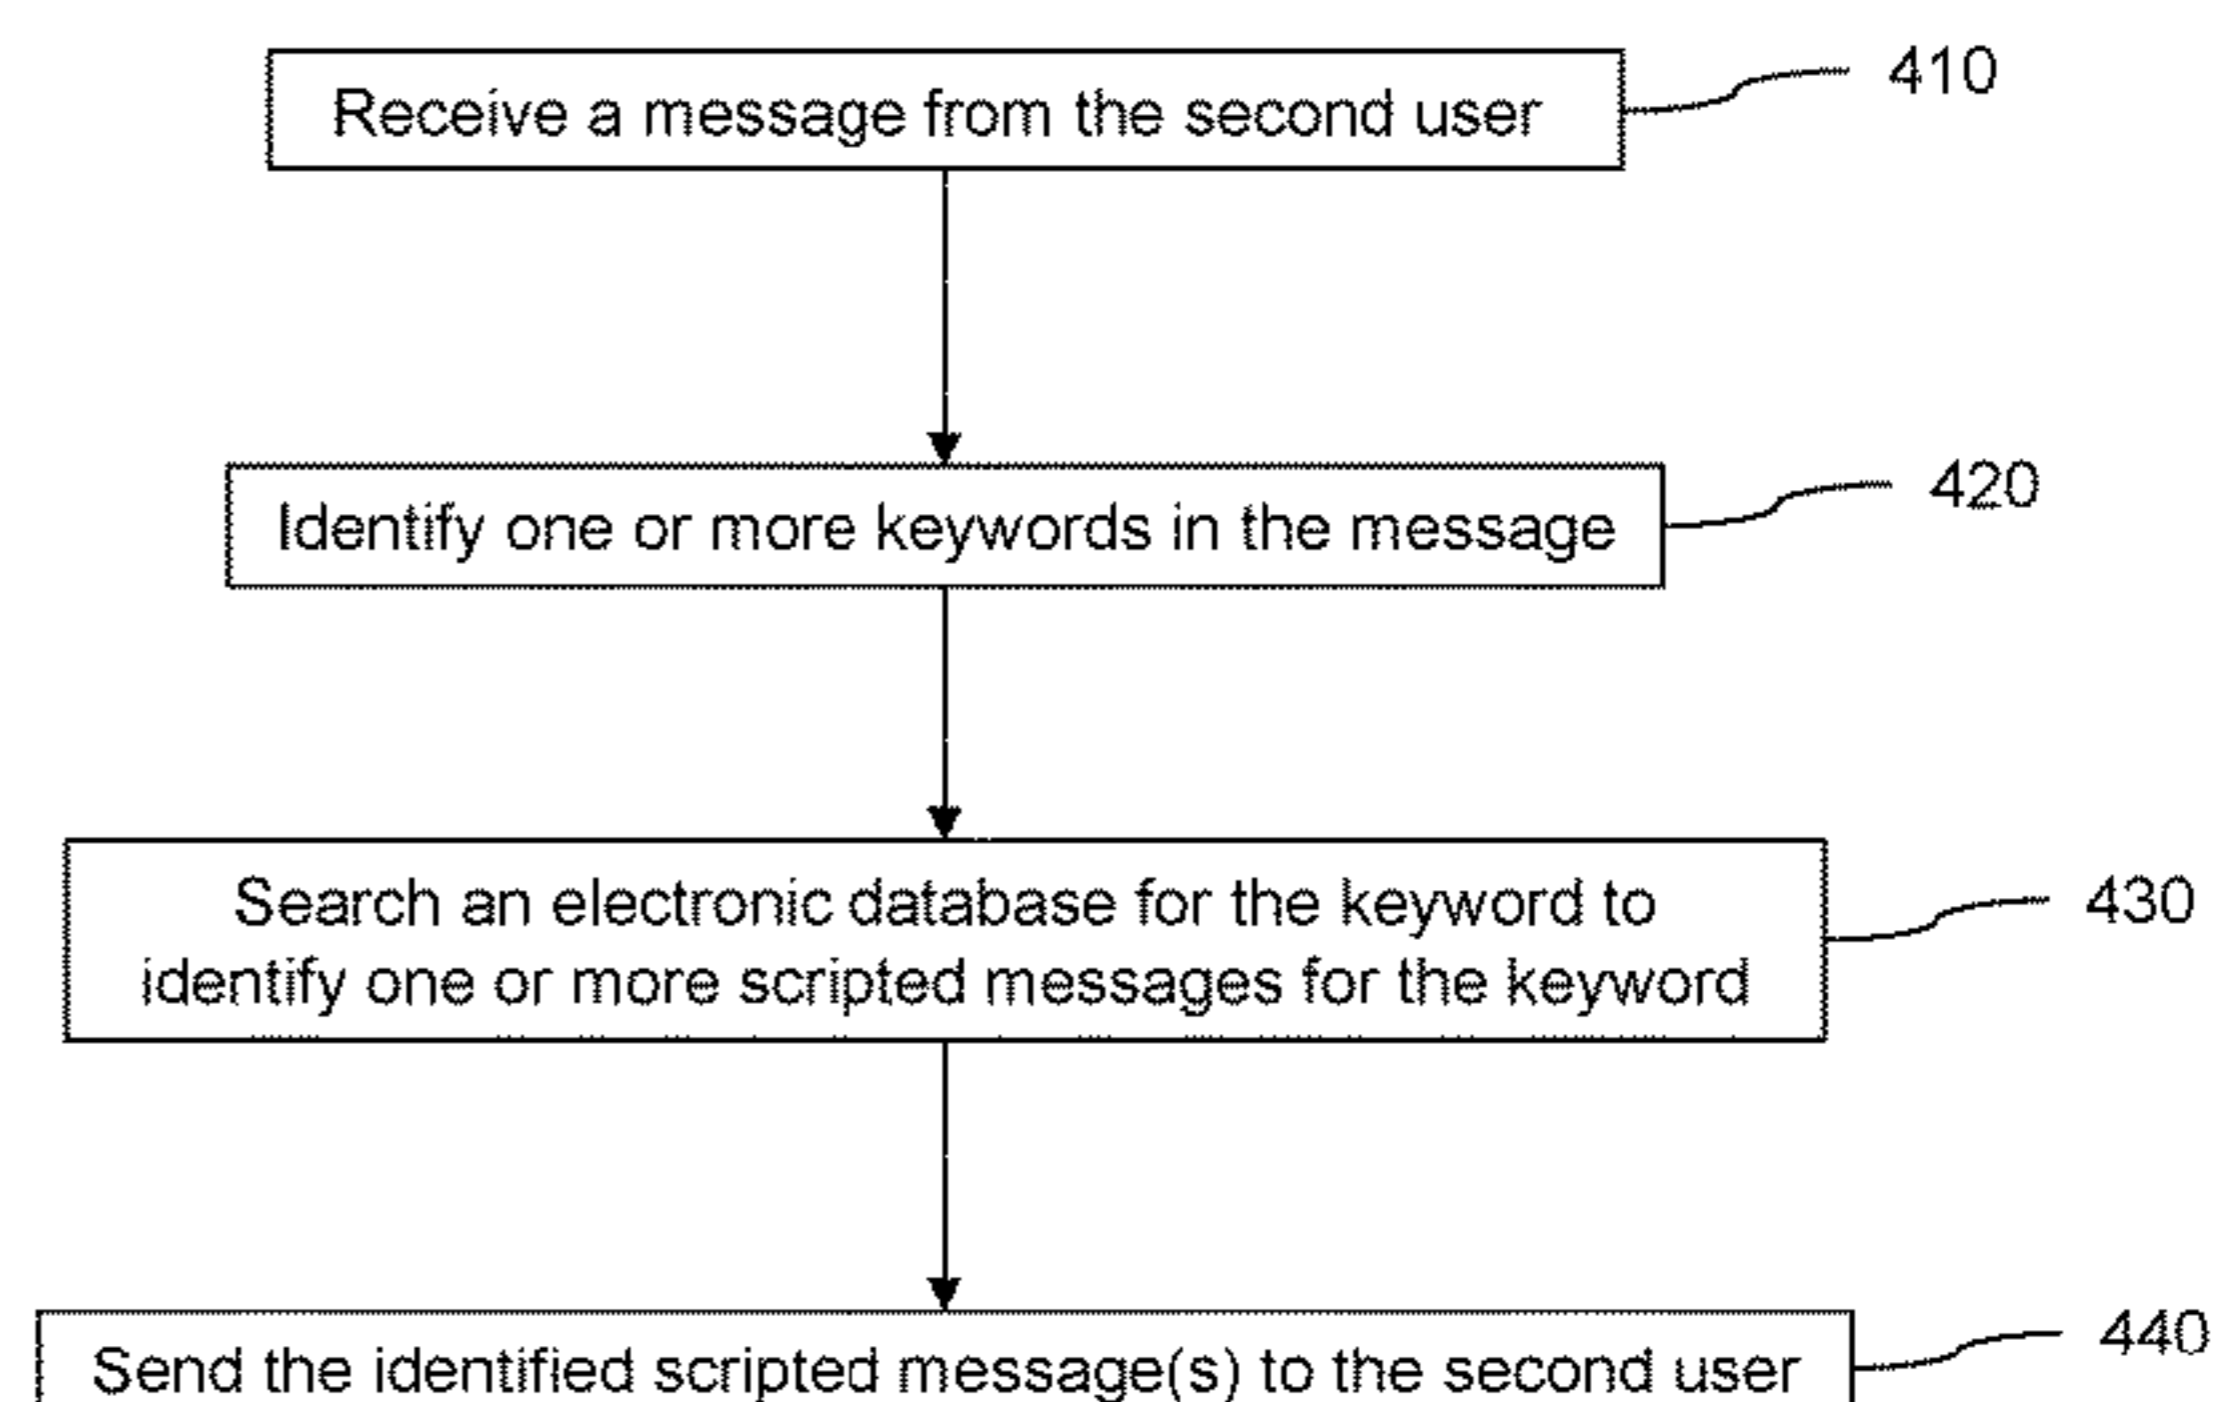 Receive a message from the second user
410
Identify one or more keywords in the message
420
Search an electronic database for the keyword to
identify one or more scripted messages for the keyword
430
Send the identified scripted message(s) to the second user
440